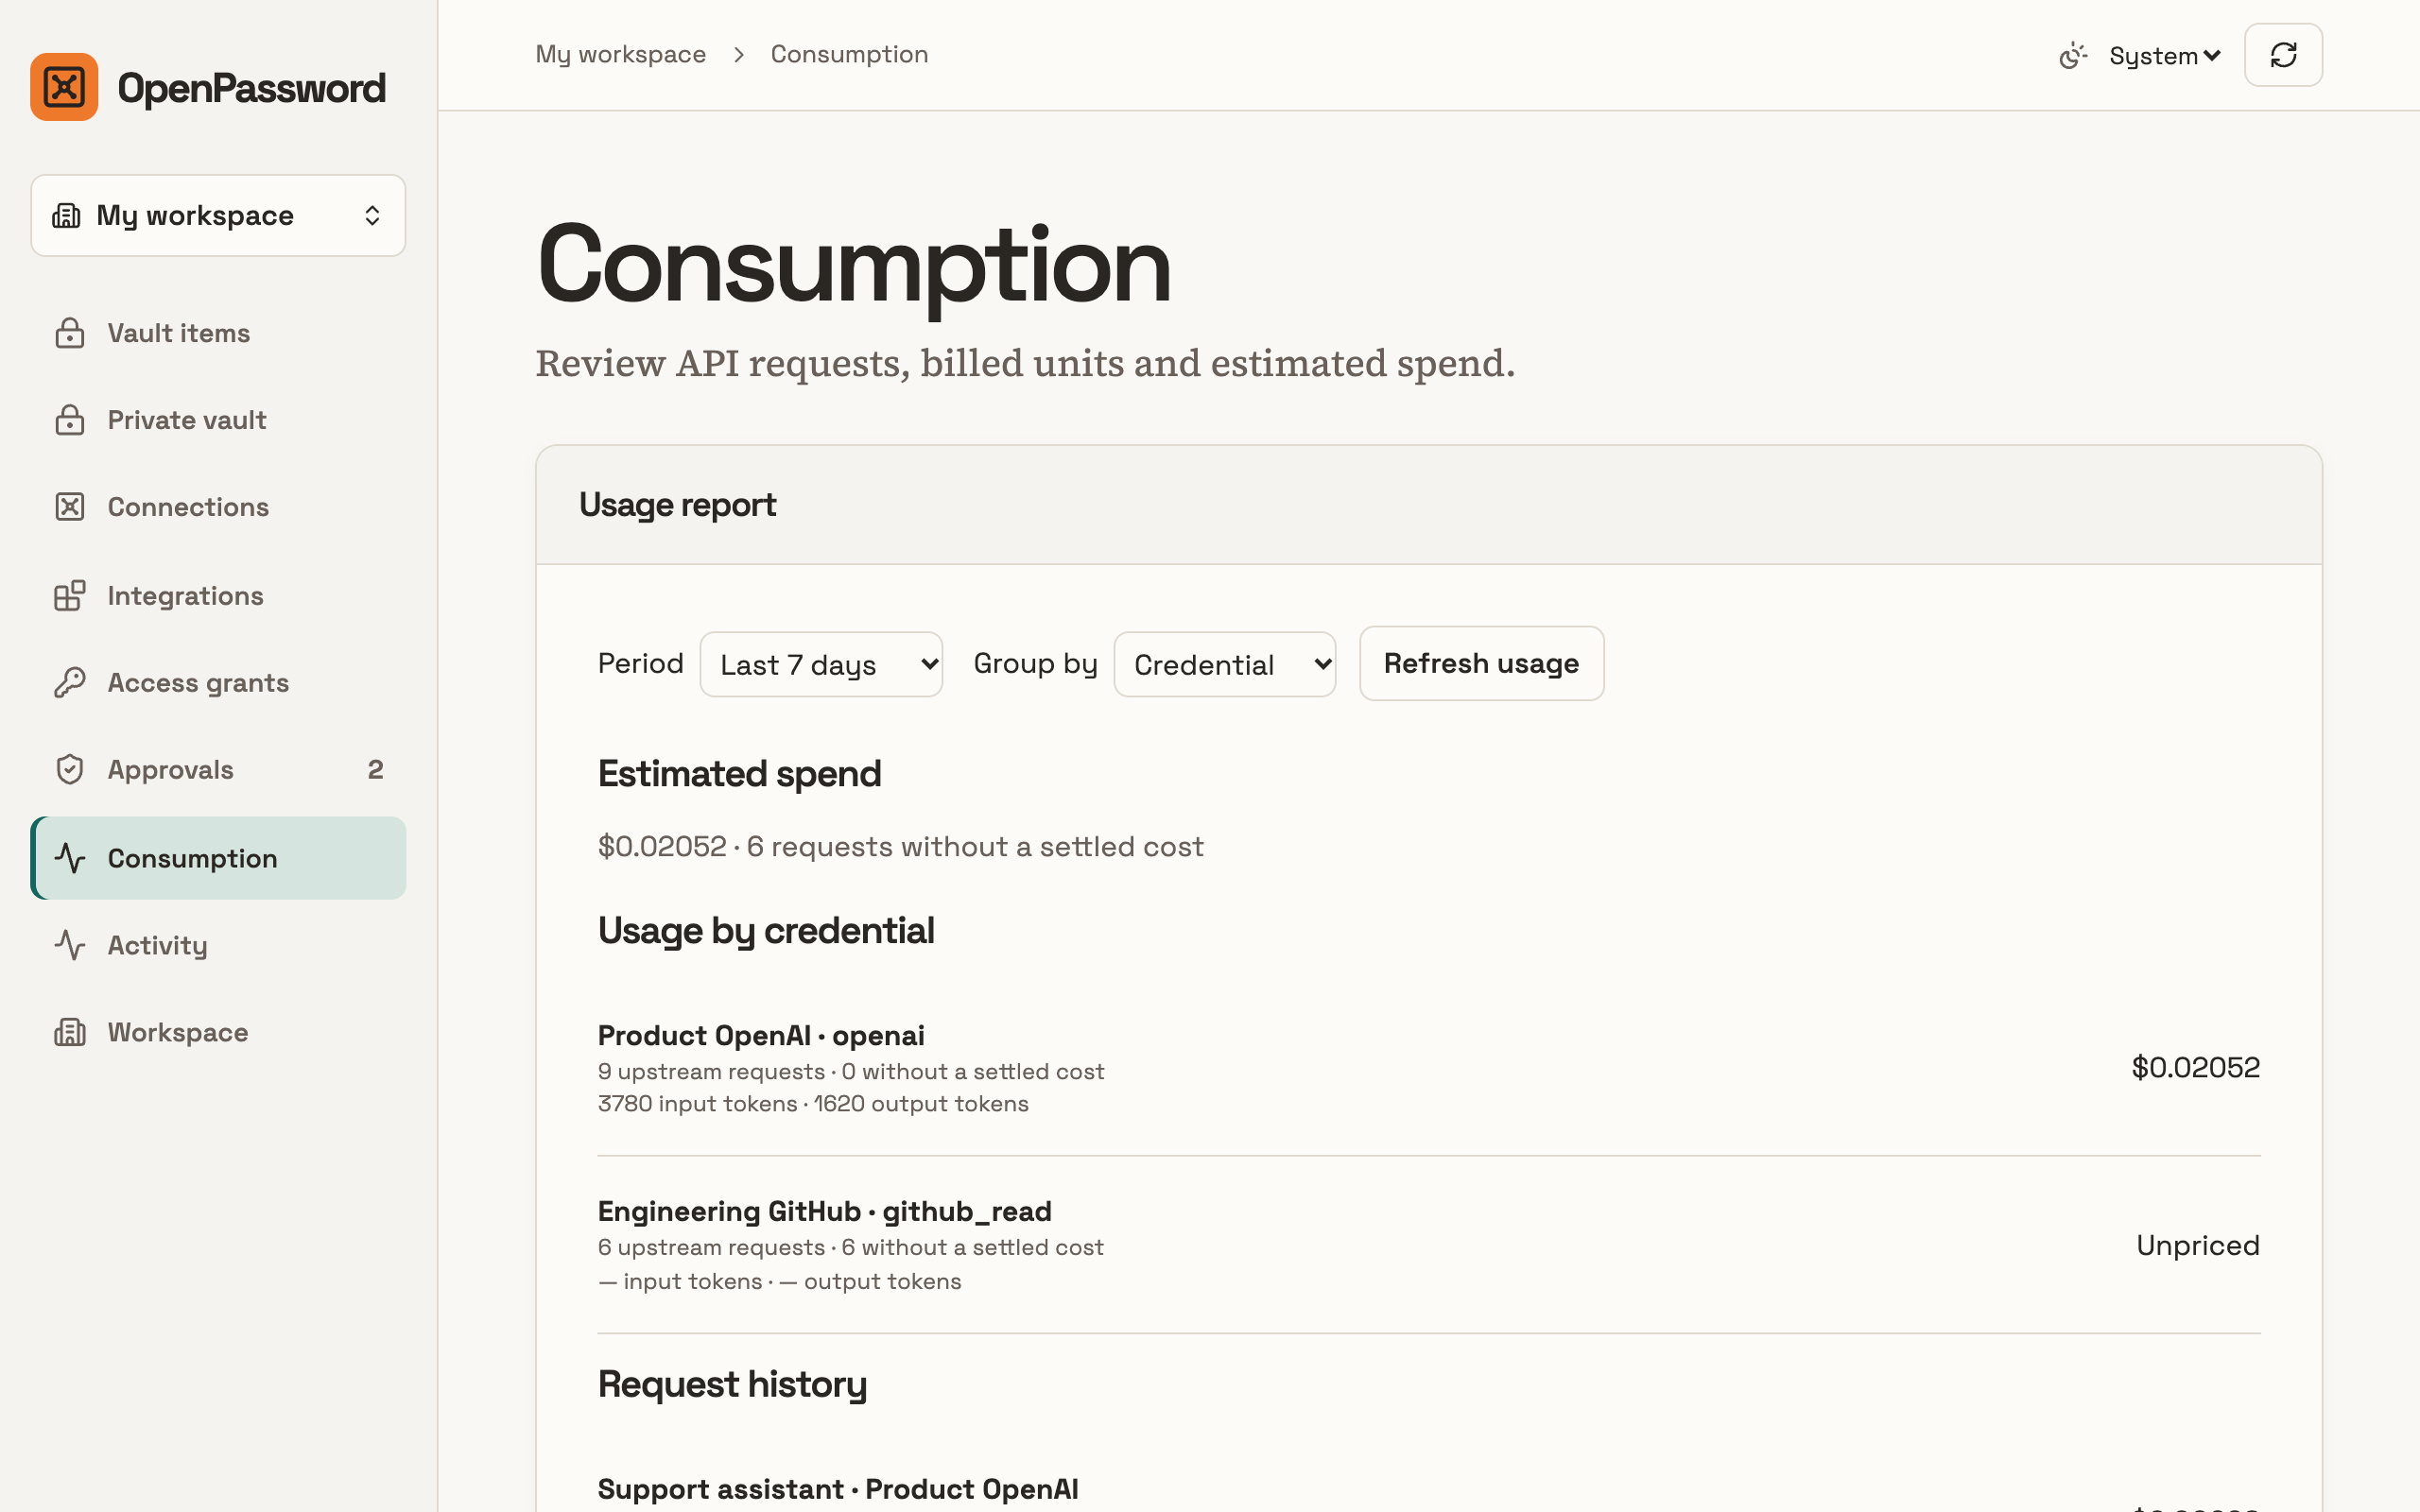 OpenPassword
My workspace
Vault items
Private vault
Connections
Integrations
Access grants
Approvals 2
Consumption
Activity
Workspace
My workspace > Consumption
System
Consumption
Review API requests, billed units and estimated spend.
Usage report
Period Last 7 days Group by Credential Refresh usage
Estimated spend
$0.02052 · 6 requests without a settled cost
Usage by credential
Product OpenAI · openai
9 upstream requests · 0 without a settled cost
3780 input tokens · 1620 output tokens
$0.02052
Engineering GitHub · github_read
6 upstream requests · 6 without a settled cost
— input tokens · — output tokens
Unpriced
Request history
Support assistant · Product OpenAI